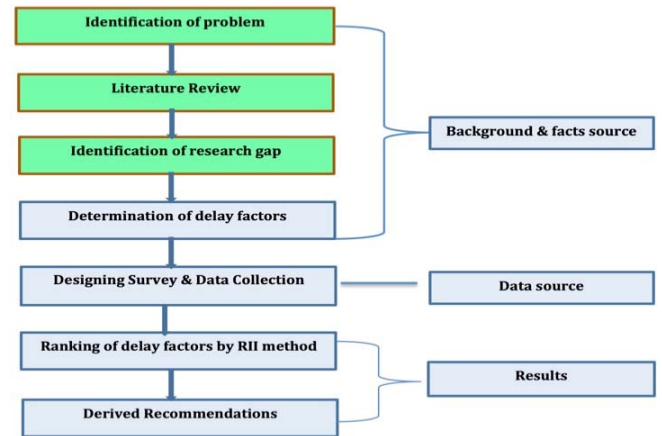 Identification of problem
Literature Review
Identification of research gap
Background & facts source
Determination of delay factors
Designing Survey & Data Collection
Data source
Ranking of delay factors by RII method
Results
Derived Recommendations